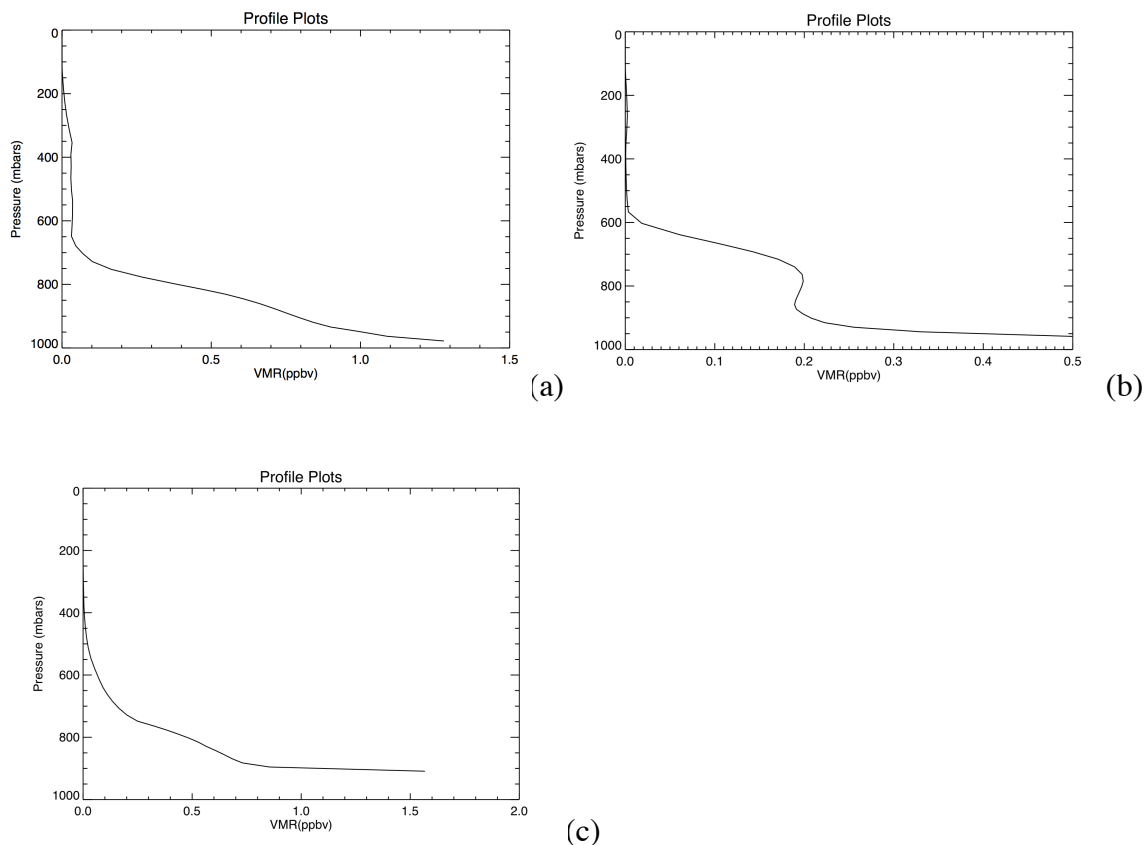 Profile Plots
0
200
400
600
800
1000
Pressure (mbars)
0.0 0.5 1.0 1.5
VMR(ppbv)
(a)
Profile Plots
0
200
400
600
800
1000
Pressure (mbars)
0.0 0.1 0.2 0.3 0.4 0.5
VMR(ppbv)
(b)
Profile Plots
0
200
400
600
800
1000
Pressure (mbars)
0.0 0.5 1.0 1.5 2.0
VMR(ppbv)
(c)